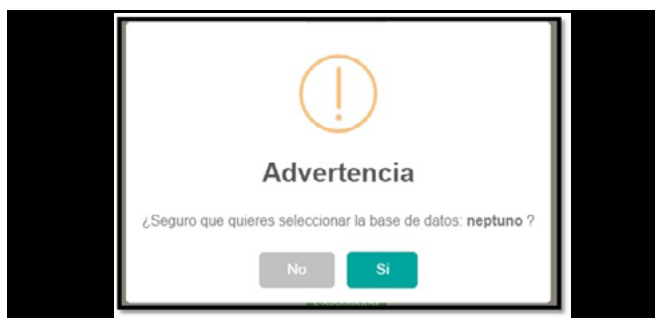 Advertencia
¿Seguro que quieres seleccionar la base de datos: neptuno ?
No Si